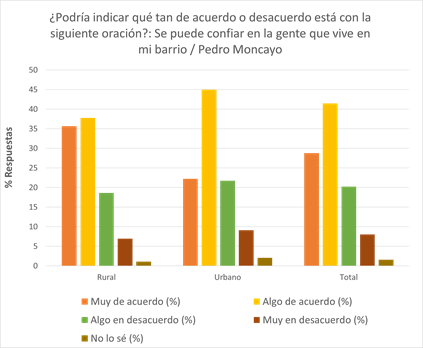 ¿Podría indicar qué tan de acuerdo o desacuerdo está con la
siguiente oración?: Se puede confiar en la gente que vive en
mi barrio / Pedro Moncayo
% Respuestas
50
45
40
35
30
25
20
15
10
5
0
Rural Urbano Total
Muy de acuerdo (%) Algo de acuerdo (%)
Algo en desacuerdo (%) Muy en desacuerdo (%)
No lo sé (%)